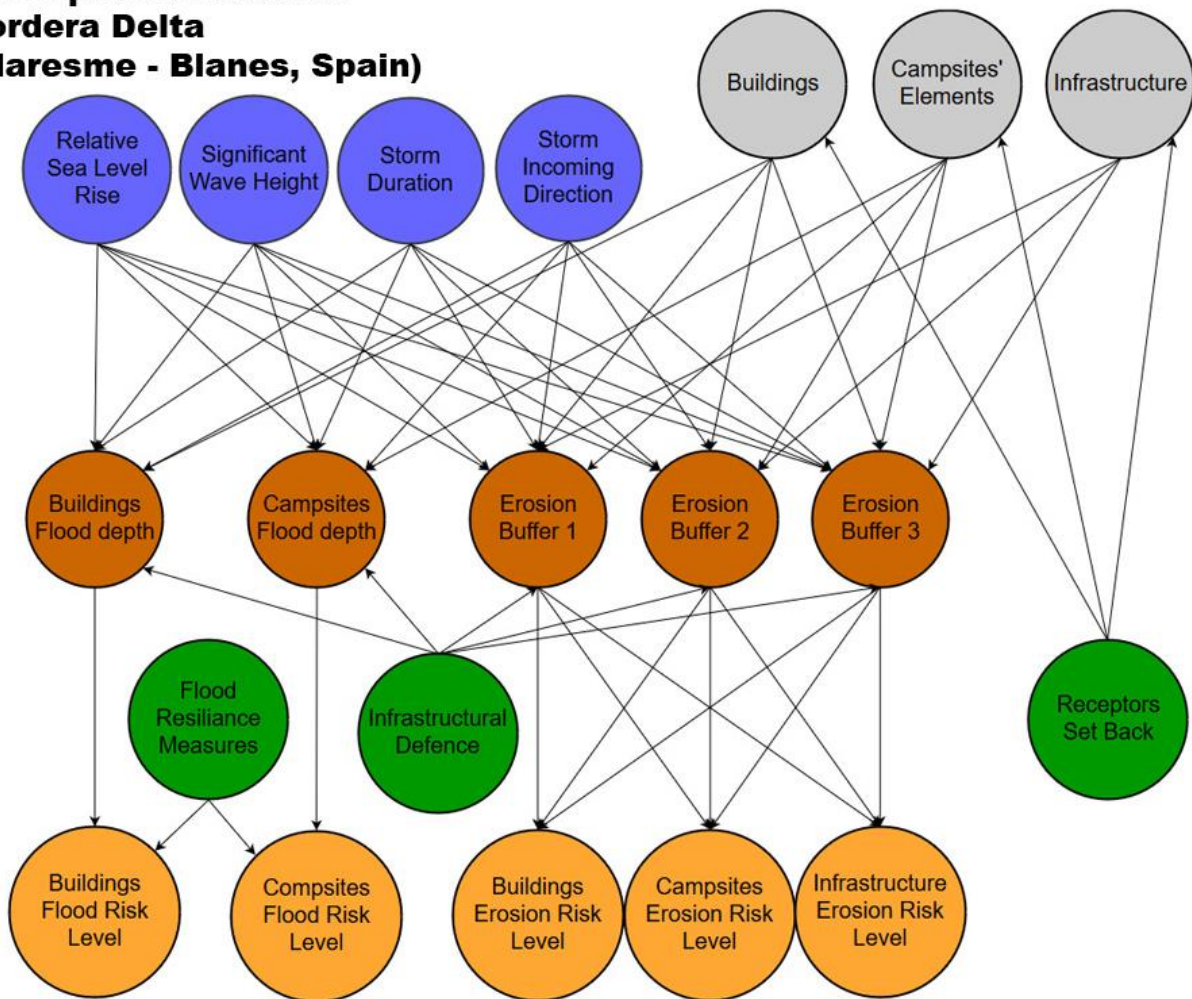 ordera Delta
laresme - Blanes, Spain)
Buildings
Campsites'
Elements
Infrastructure
Relative
Sea Level
Rise
Significant
Wave Height
Storm
Duration
Storm
Incoming
Direction
Buildings
Flood depth
Campsites
Flood depth
Erosion
Buffer 1
Erosion
Buffer 2
Erosion
Buffer 3
Flood
Resiliance
Measures
Infrastructural
Defence
Receptors
Set Back
Buildings
Flood Risk
Level
Compsites
Flood Risk
Level
Buildings
Erosion Risk
Level
Campsites
Erosion Risk
Level
Infrastructure
Erosion Risk
Level